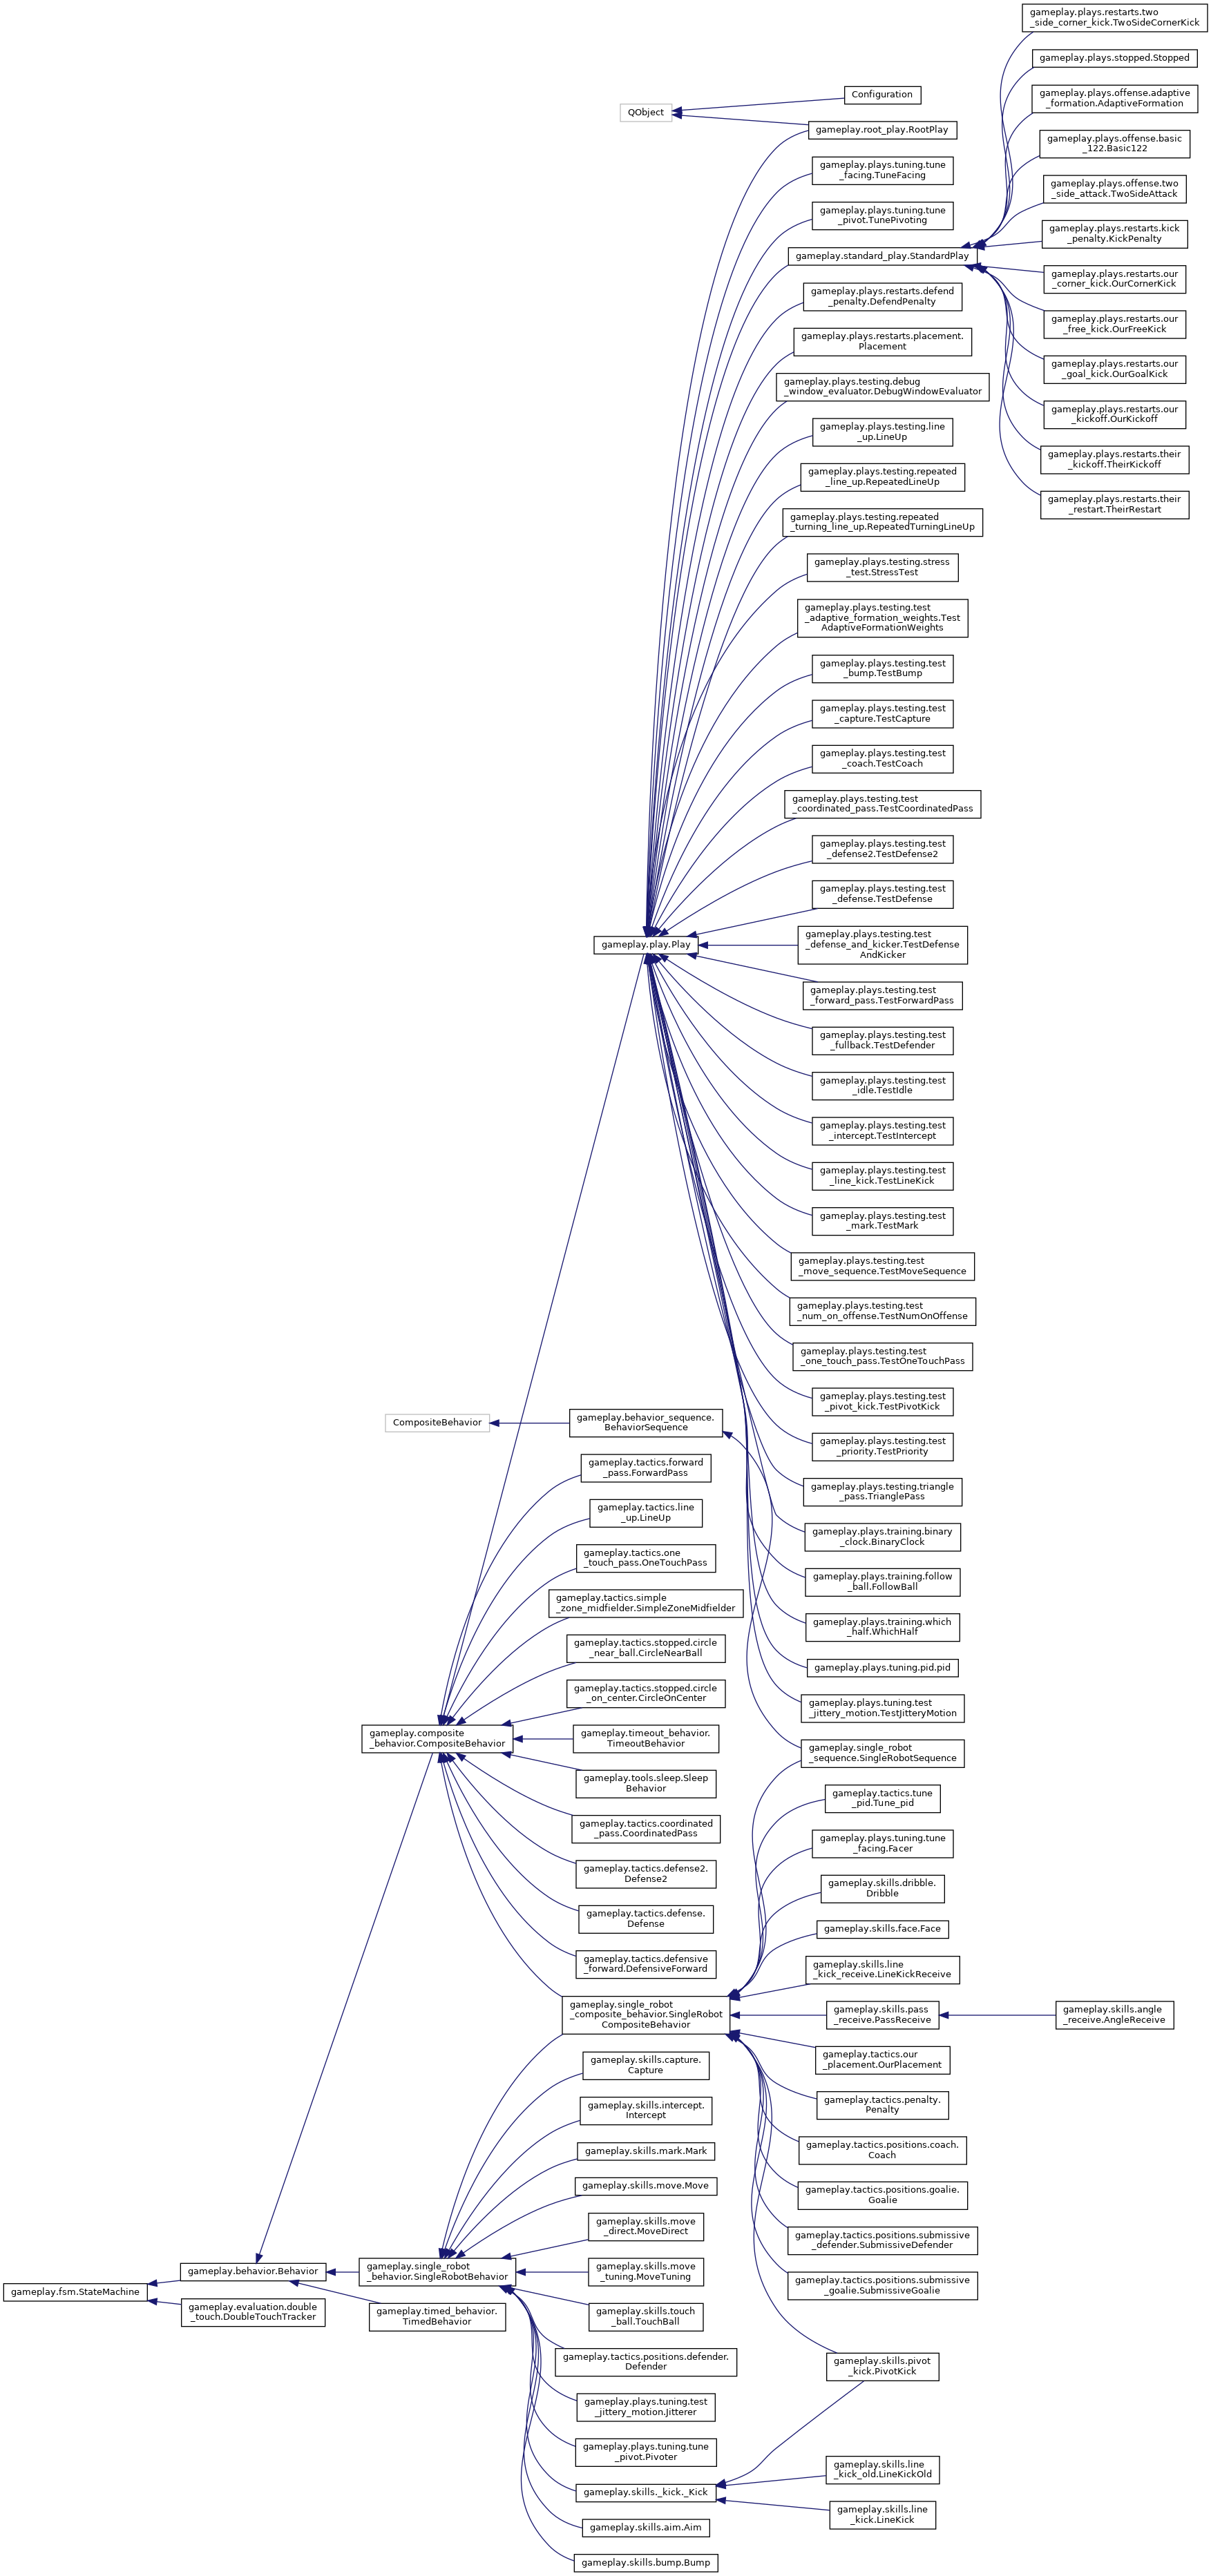 gameplay.plays.restarts.two
_side_corner_kick.TwoSideCornerKick
gameplay.plays.stopped.Stopped
gameplay.plays.offense.adaptive
_formation.AdaptiveFormation
gameplay.plays.offense.basic
_122.Basic122
gameplay.plays.offense.two
_side_attack.TwoSideAttack
gameplay.plays.restarts.kick
_penalty.KickPenalty
gameplay.plays.restarts.our
_corner_kick.OurCornerKick
gameplay.plays.restarts.our
_free_kick.OurFreeKick
gameplay.plays.restarts.our
_goal_kick.OurGoalKick
gameplay.plays.restarts.our
_kickoff.OurKickoff
gameplay.plays.restarts.their
_kickoff.TheirKickoff
gameplay.plays.restarts.their
_restart.TheirRestart
QObject
Configuration
gameplay.root_play.RootPlay
gameplay.plays.tuning.tune
_facing.TuneFacing
gameplay.plays.tuning.tune
_pivot.TunePivoting
gameplay.standard_play.StandardPlay
gameplay.plays.restarts.defend
_penalty.DefendPenalty
gameplay.plays.restarts.placement.
Placement
gameplay.plays.testing.debug
_window_evaluator.DebugWindowEvaluator
gameplay.plays.testing.line
_up.LineUp
gameplay.plays.testing.repeated
_line_up.RepeatedLineUp
gameplay.plays.testing.repeated
_turning_line_up.RepeatedTurningLineUp
gameplay.plays.testing.stress
_test.StressTest
gameplay.plays.testing.test
_adaptive_formation_weights.Test
AdaptiveFormationWeights
gameplay.plays.testing.test
_bump.TestBump
gameplay.plays.testing.test
_capture.TestCapture
gameplay.plays.testing.test
_coach.TestCoach
gameplay.plays.testing.test
_coordinated_pass.TestCoordinatedPass
gameplay.plays.testing.test
_defense2.TestDefense2
gameplay.plays.testing.test
_defense.TestDefense
gameplay.play.Play
gameplay.plays.testing.test
_defense_and_kicker.TestDefense
AndKicker
gameplay.plays.testing.test
_forward_pass.TestForwardPass
gameplay.plays.testing.test
_fullback.TestDefender
gameplay.plays.testing.test
_idle.TestIdle
gameplay.plays.testing.test
_intercept.TestIntercept
gameplay.plays.testing.test
_line_kick.TestLineKick
gameplay.plays.testing.test
_mark.TestMark
gameplay.plays.testing.test
_move_sequence.TestMoveSequence
gameplay.plays.testing.test
_num_on_offense.TestNumOnOffense
gameplay.plays.testing.test
_one_touch_pass.TestOneTouchPass
gameplay.plays.testing.test
_pivot_kick.TestPivotKick
gameplay.plays.testing.test
_priority.TestPriority
gameplay.plays.testing.triangle
_pass.TrianglePass
gameplay.plays.training.binary
_clock.BinaryClock
gameplay.plays.training.follow
_ball.FollowBall
gameplay.plays.training.which
_half.WhichHalf
gameplay.plays.tuning.pid.pid
gameplay.plays.tuning.test
_jittery_motion.TestJitteryMotion
gameplay.single_robot
_sequence.SingleRobotSequence
gameplay.tactics.tune
_pid.Tune_pid
gameplay.plays.tuning.tune
_facing.Facer
gameplay.skills.dribble.
Dribble
gameplay.skills.face.Face
gameplay.skills.line
_kick_receive.LineKickReceive
gameplay.skills.pass
_receive.PassReceive
gameplay.skills.angle
_receive.AngleReceive
gameplay.tactics.our
_placement.OurPlacement
gameplay.tactics.penalty.
Penalty
gameplay.tactics.positions.coach.
Coach
gameplay.tactics.positions.goalie.
Goalie
gameplay.tactics.positions.submissive
_defender.SubmissiveDefender
gameplay.tactics.positions.submissive
_goalie.SubmissiveGoalie
gameplay.skills.pivot
_kick.PivotKick
gameplay.skills.line
_kick_old.LineKickOld
gameplay.skills.line
_kick.LineKick
CompositeBehavior
gameplay.behavior_sequence.
BehaviorSequence
gameplay.tactics.forward
_pass.ForwardPass
gameplay.tactics.line
_up.LineUp
gameplay.tactics.one
_touch_pass.OneTouchPass
gameplay.tactics.simple
_zone_midfielder.SimpleZoneMidfielder
gameplay.tactics.stopped.circle
_near_ball.CircleNearBall
gameplay.tactics.stopped.circle
_on_center.CircleOnCenter
gameplay.composite
_behavior.CompositeBehavior
gameplay.timeout_behavior.
TimeoutBehavior
gameplay.tools.sleep.Sleep
Behavior
gameplay.tactics.coordinated
_pass.CoordinatedPass
gameplay.tactics.defense2.
Defense2
gameplay.tactics.defense.
Defense
gameplay.tactics.defensive
_forward.DefensiveForward
gameplay.single_robot
_composite_behavior.SingleRobot
CompositeBehavior
gameplay.skills.capture.
Capture
gameplay.skills.intercept.
Intercept
gameplay.skills.mark.Mark
gameplay.skills.move.Move
gameplay.skills.move
_direct.MoveDirect
gameplay.fsm.StateMachine
gameplay.behavior.Behavior
gameplay.evaluation.double
_touch.DoubleTouchTracker
gameplay.single_robot
_behavior.SingleRobotBehavior
gameplay.timed_behavior.
TimedBehavior
gameplay.skills.move
_tuning.MoveTuning
gameplay.skills.touch
_ball.TouchBall
gameplay.tactics.positions.defender.
Defender
gameplay.plays.tuning.test
_jittery_motion.Jitterer
gameplay.plays.tuning.tune
_pivot.Pivoter
gameplay.skills._kick._Kick
gameplay.skills.aim.Aim
gameplay.skills.bump.Bump